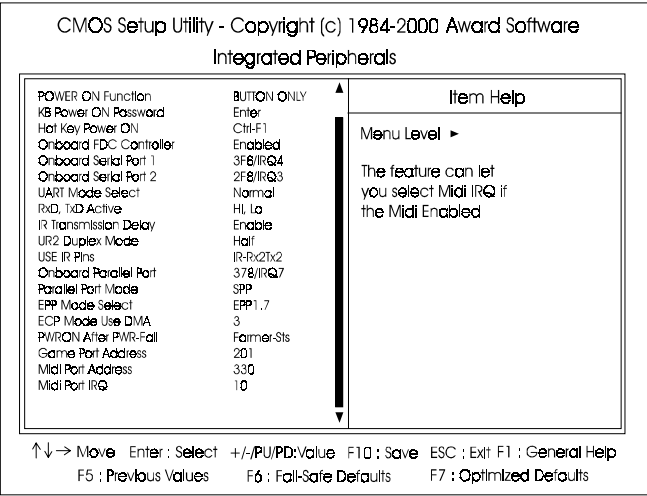 CMOS Setup Utility - Copyright (c) 1984-2000 Award Software
Integrated Peripherals
POWER ON Function BUTTON ONLY
KB Power ON Password Enter
Hot Key Power ON Ctrl-F1
Onboard FDC Controller Enabled
Onboard Serial Port 1 3F8/IRQ4
Onboard Serial Port 2 2F8/IRQ3
UART Mode Select Normal
RxD, TxD Active Hi, Lo
IR Transmission Delay Enable
UR2 Duplex Mode Half
USE IR Pins IR-Rx2Tx2
Onboard Parallel Port 378/IRQ7
Parallel Port Mode SPP
EPP Mode Select EPP1.7
ECP Mode Use DMA 3
PWRON After PWR-Fail Farmer-Sts
Game Port Address 201
Midi Port Address 330
Midi Port IRQ 10
Item Help
Menu Level ►
The feature can let
you select Midi IRQ if
the Midi Enabled
↑↓→ Move Enter : Select +/-/PU/PD:Value F10 : Save ESC : Exit F1 : General Help
F5 : Previous Values F6 : Fail-Safe Defaults F7 : Optimized Defaults